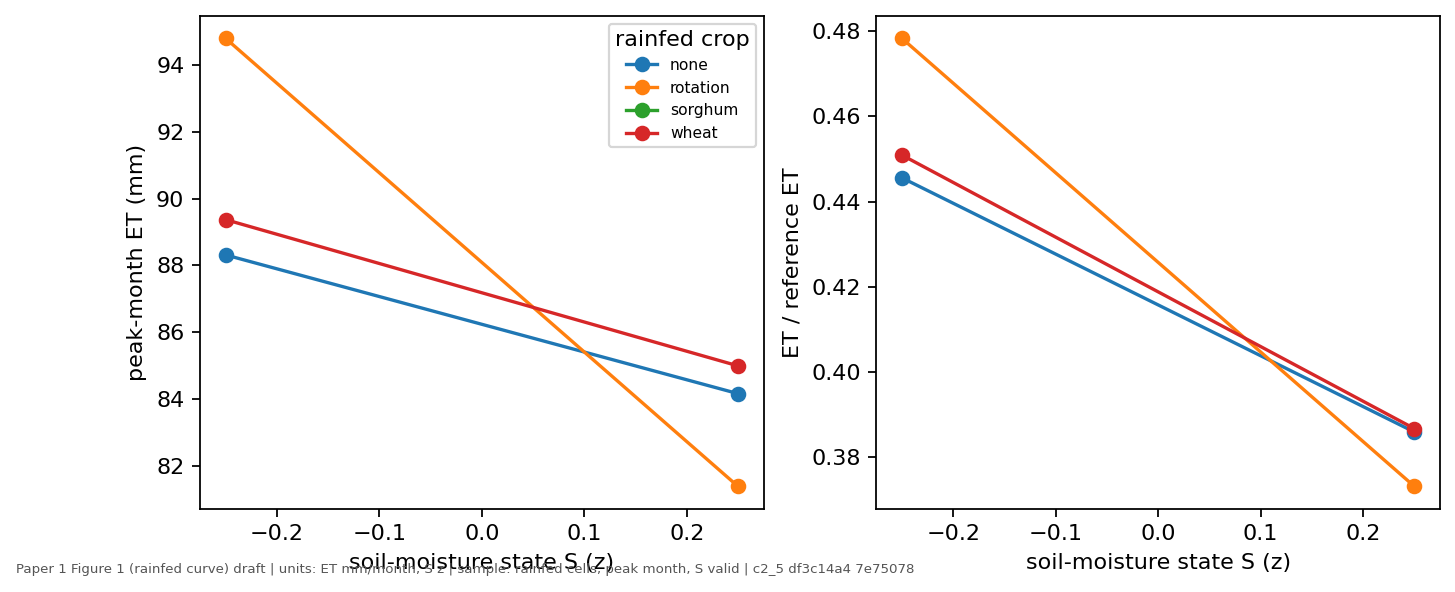 rainfed crop
none
rotation
sorghum
wheat
peak-month ET (mm)
94
92
90
88
86
84
82
−0.2 −0.1 0.0 0.1 0.2
soil-moisture state S (z)
ET / reference ET
0.48
0.46
0.44
0.42
0.40
0.38
−0.2 −0.1 0.0 0.1 0.2
soil-moisture state S (z)
Paper 1 Figure 1 (rainfed curve) draft | units: ET mm/month, S z | sample: rainfed cells, peak month, S valid | c2_5 df3c14a4 7e75078